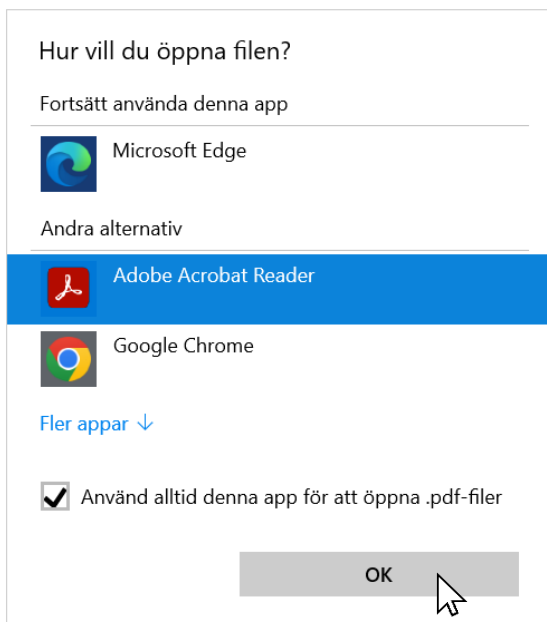 Hur vill du öppna filen?
Fortsätt använda denna app
Microsoft Edge
Andra alternativ
Adobe Acrobat Reader
Google Chrome
Fler appar ↓
Använd alltid denna app för att öppna .pdf-filer
OK